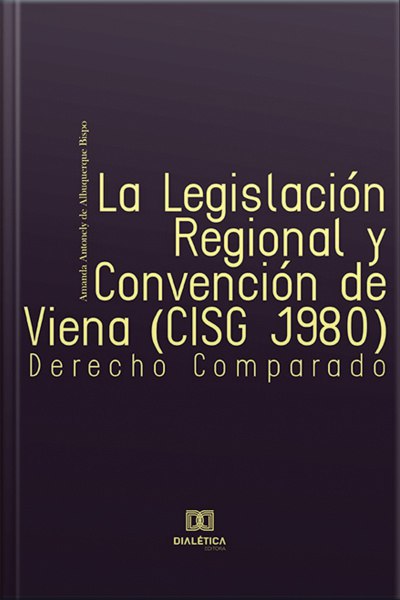 Amanda Antonely de Albuquerque Bispo
La Legislación
Regional y
Convención de
Viena (CISG 1980)
Derecho Comparado
DIALÉTICA
EDITORA